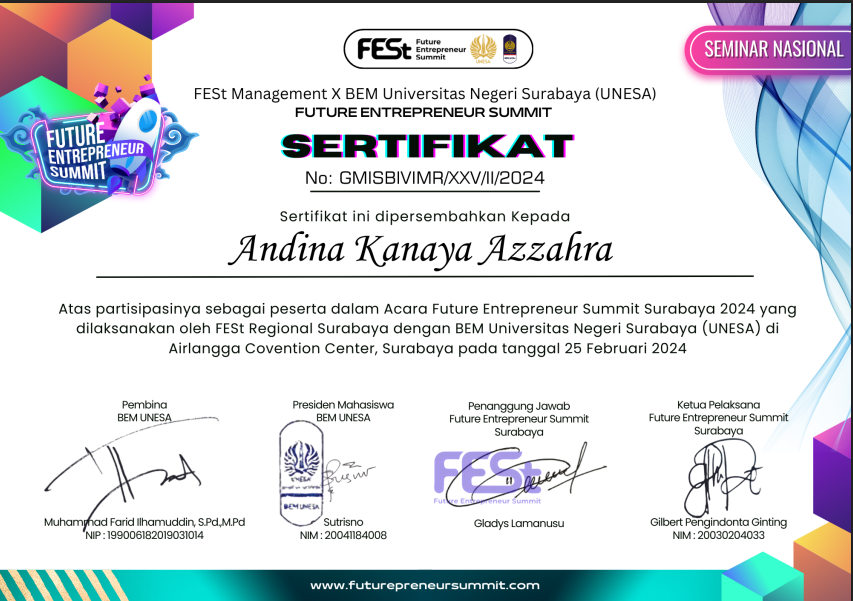 FESt Future
Entrepreneur
Summit
UNESA
SEMINAR NASIONAL
FESt Management X BEM Universitas Negeri Surabaya (UNESA)
FUTURE ENTREPRENEUR SUMMIT
FUTURE
ENTREPRENEUR
SUMMIT
SERTIFIKAT
No: GMISBIVIMR/XXV/II/2024
Sertifikat ini dipersembahkan Kepada
Andina Kanaya Azzahra
Atas partisipasinya sebagai peserta dalam Acara Future Entrepreneur Summit Surabaya 2024 yang
dilaksanakan oleh FESt Regional Surabaya dengan BEM Universitas Negeri Surabaya (UNESA) di
Airlangga Covention Center, Surabaya pada tanggal 25 Februari 2024
Pembina
BEM UNESA
Muhammad Farid Ilhamuddin, S.Pd.,M.Pd
NIP : 199006182019031014
Presiden Mahasiswa
BEM UNESA
UNESA
BEM UNESA
Sutrisno
NIM : 20041184008
Penanggung Jawab
Future Entrepreneur Summit
Surabaya
FESt
Future Entrepreneur Summit
Gladys Lamanusu
Ketua Pelaksana
Future Entrepreneur Summit
Surabaya
Gilbert Pengindonta Ginting
NIM : 20030204033
www.futurepreneursummit.com